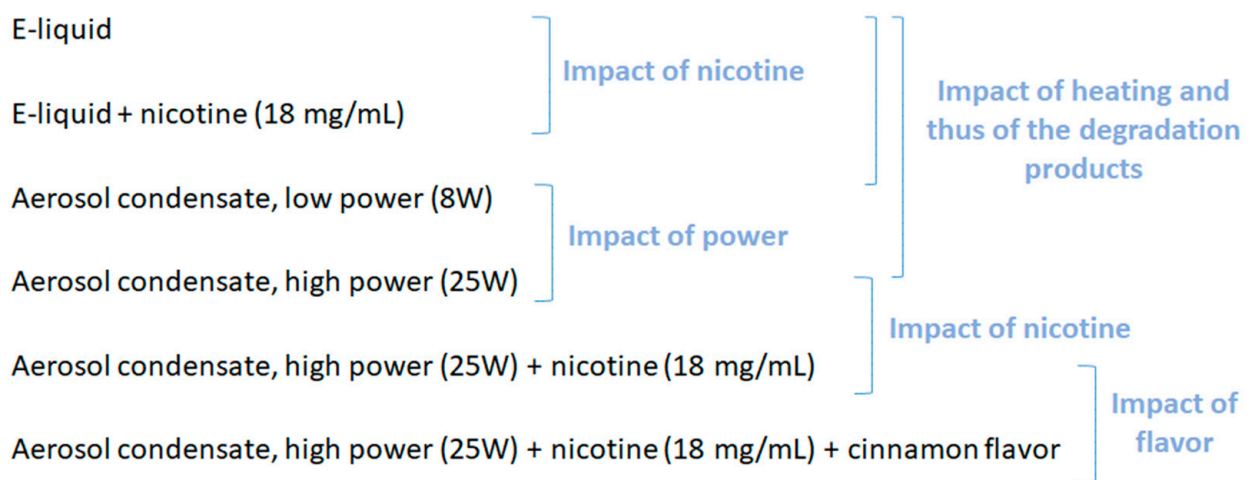 E-liquid
Impact of nicotine
E-liquid + nicotine (18 mg/mL)
Impact of heating and
thus of the degradation
products
Aerosol condensate, low power (8W)
Impact of power
Aerosol condensate, high power (25W)
Impact of nicotine
Aerosol condensate, high power (25W) + nicotine (18 mg/mL)
Impact of
flavor
Aerosol condensate, high power (25W) + nicotine (18 mg/mL) + cinnamon flavor